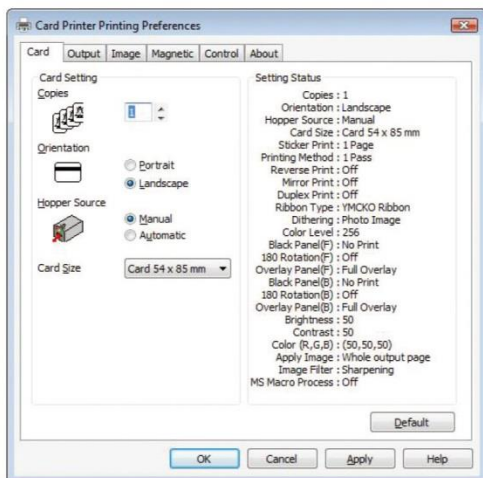 Card Printer Printing Preferences
Card Output Image Magnetic Control About
Card Setting
Copies
1
Orientation
Portrait
Landscape
Hopper Source
Manual
Automatic
Card Size
Card 54 x 85 mm
Setting Status
Copies : 1
Orientation : Landscape
Hopper Source : Manual
Card Size : Card 54 x 85 mm
Sticker Print : 1 Page
Printing Method : 1 Pass
Reverse Print : Off
Mirror Print : Off
Duplex Print : Off
Ribbon Type : YMCKO Ribbon
Dithering : Photo Image
Color Level : 256
Black Panel(F) : No Print
180 Rotation(F) : Off
Overlay Panel(F) : Full Overlay
Black Panel(B) : No Print
180 Rotation(B) : Off
Overlay Panel(B) : Full Overlay
Brightness : 50
Contrast : 50
Color (R,G,B) : (50,50,50)
Apply Image : Whole output page
Image Filter : Sharpening
MS Macro Process : Off
Default
OK Cancel Apply Help